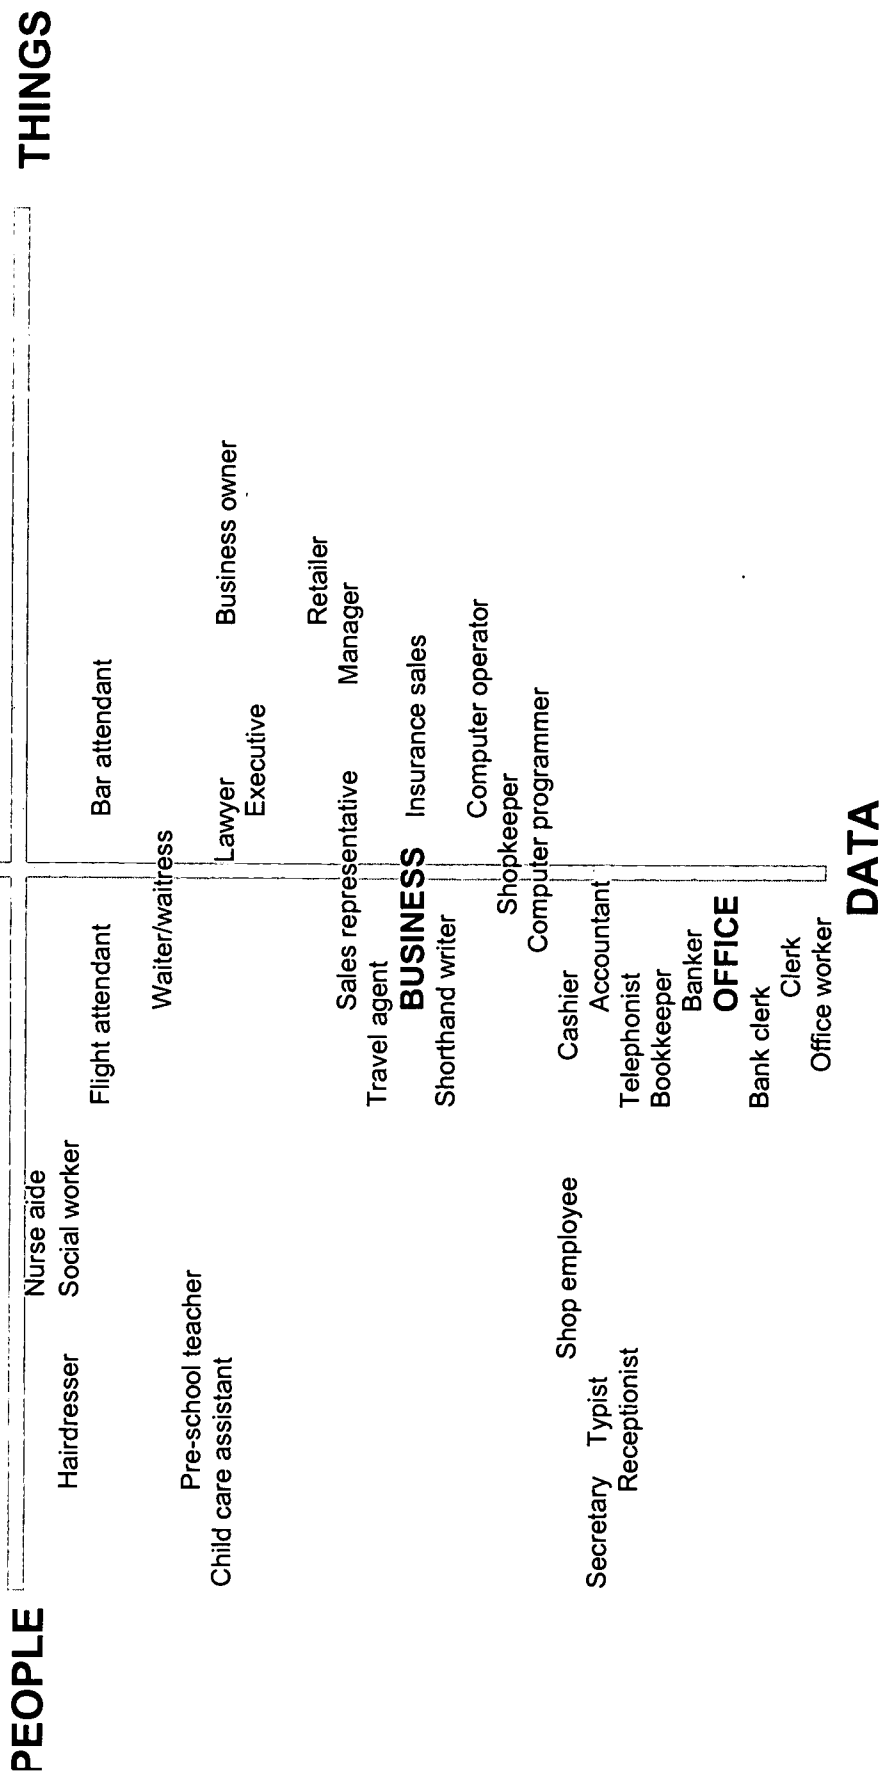 PEOPLE THINGS
Nurse aide
Hairdresser Social worker
Flight attendant Bar attendant
Waiter/waitress
Pre-school teacher
Child care assistant Lawyer Business owner
Executive
Retailer
Sales representative Manager
Travel agent
BUSINESS Insurance sales
Shorthand writer
Computer operator
Shopkeeper
Computer programmer
Shop employee Cashier
Secretary Typist Accountant
Receptionist Telephonist
Bookkeeper
Banker
OFFICE
Bank clerk
Clerk
Office worker
DATA